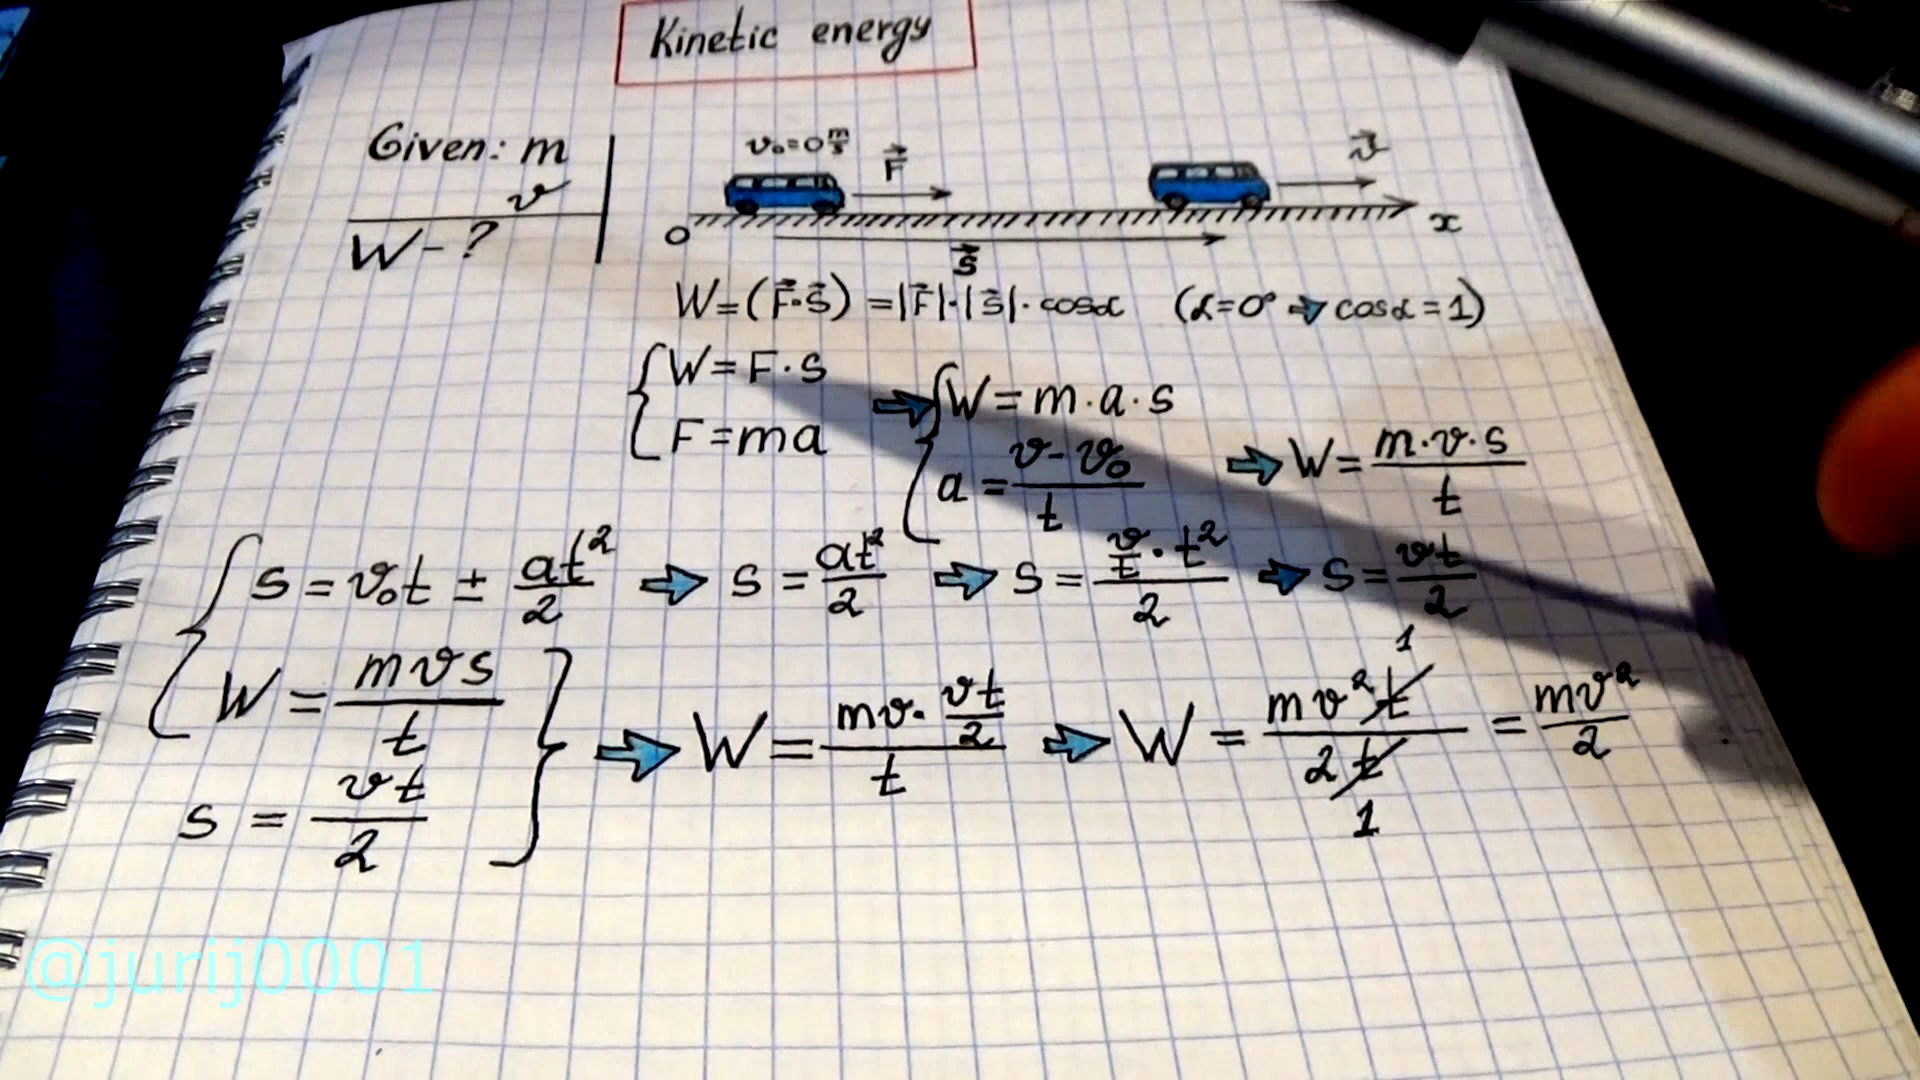 Kinetic energy
Given: m
v
W-?
v₀=0 m/s
F⃗
v⃗
O
x
s⃗
W=(F⃗·s⃗)=|F⃗|·|s⃗|·cosα (α=0° ⇒ cosα=1)
{W=F·s
F=ma
⇒ {W=m·a·s
a=(v-v₀)/t
⇒ W=(m·v·s)/t
{s=v₀t ± at²/2 ⇒ s=at²/2 ⇒ s=(v/t·t²)/2 ⇒ s=vt/2
W=mvs/t
s=vt/2
} ⇒ W=(mv·vt/2)/t ⇒ W=mv²t/2t=mv²/2
1
1
@jurij0001